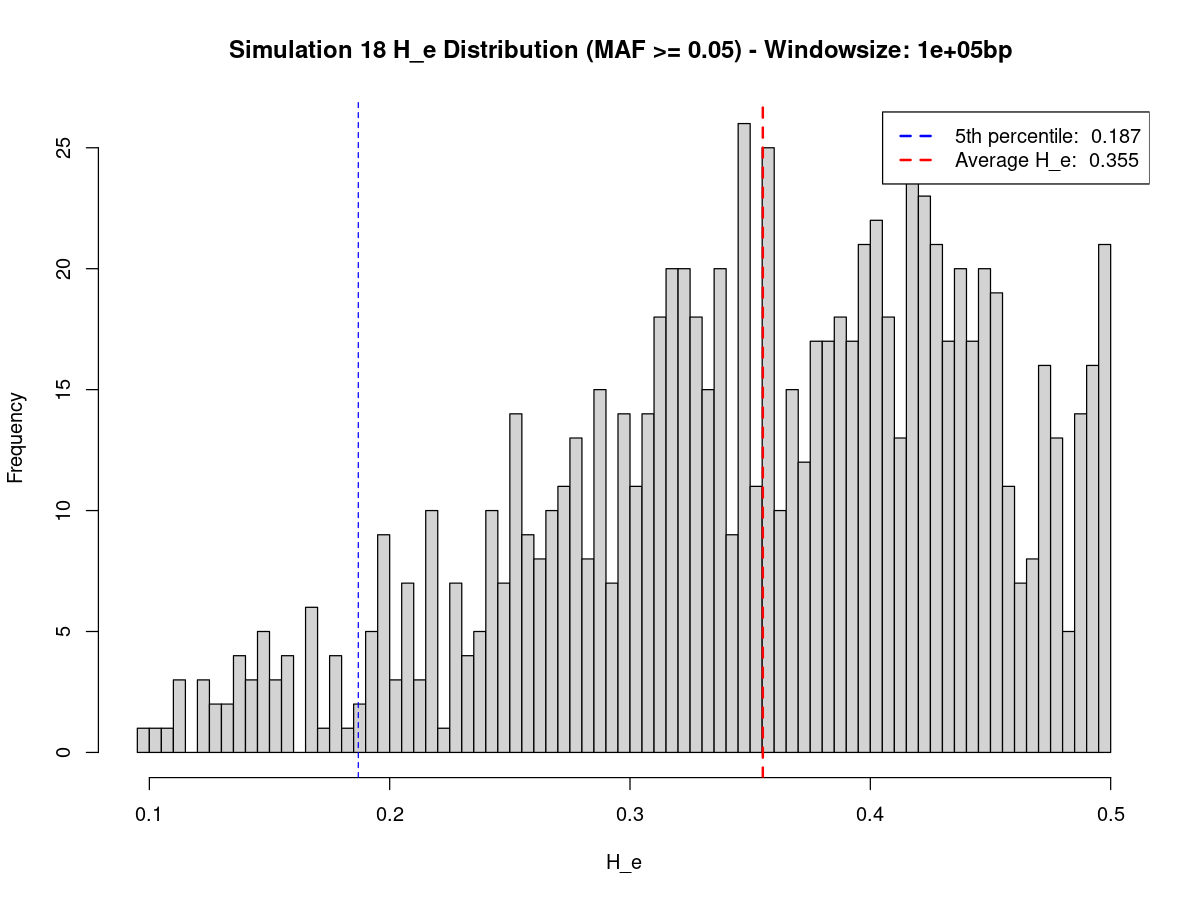 Simulation 18 H_e Distribution (MAF >= 0.05) - Windowsize: 1e+05bp
5th percentile:  0.187
Average H_e:  0.355
Frequency
25
20
15
10
5
0
0.1 0.2 0.3 0.4 0.5
H_e